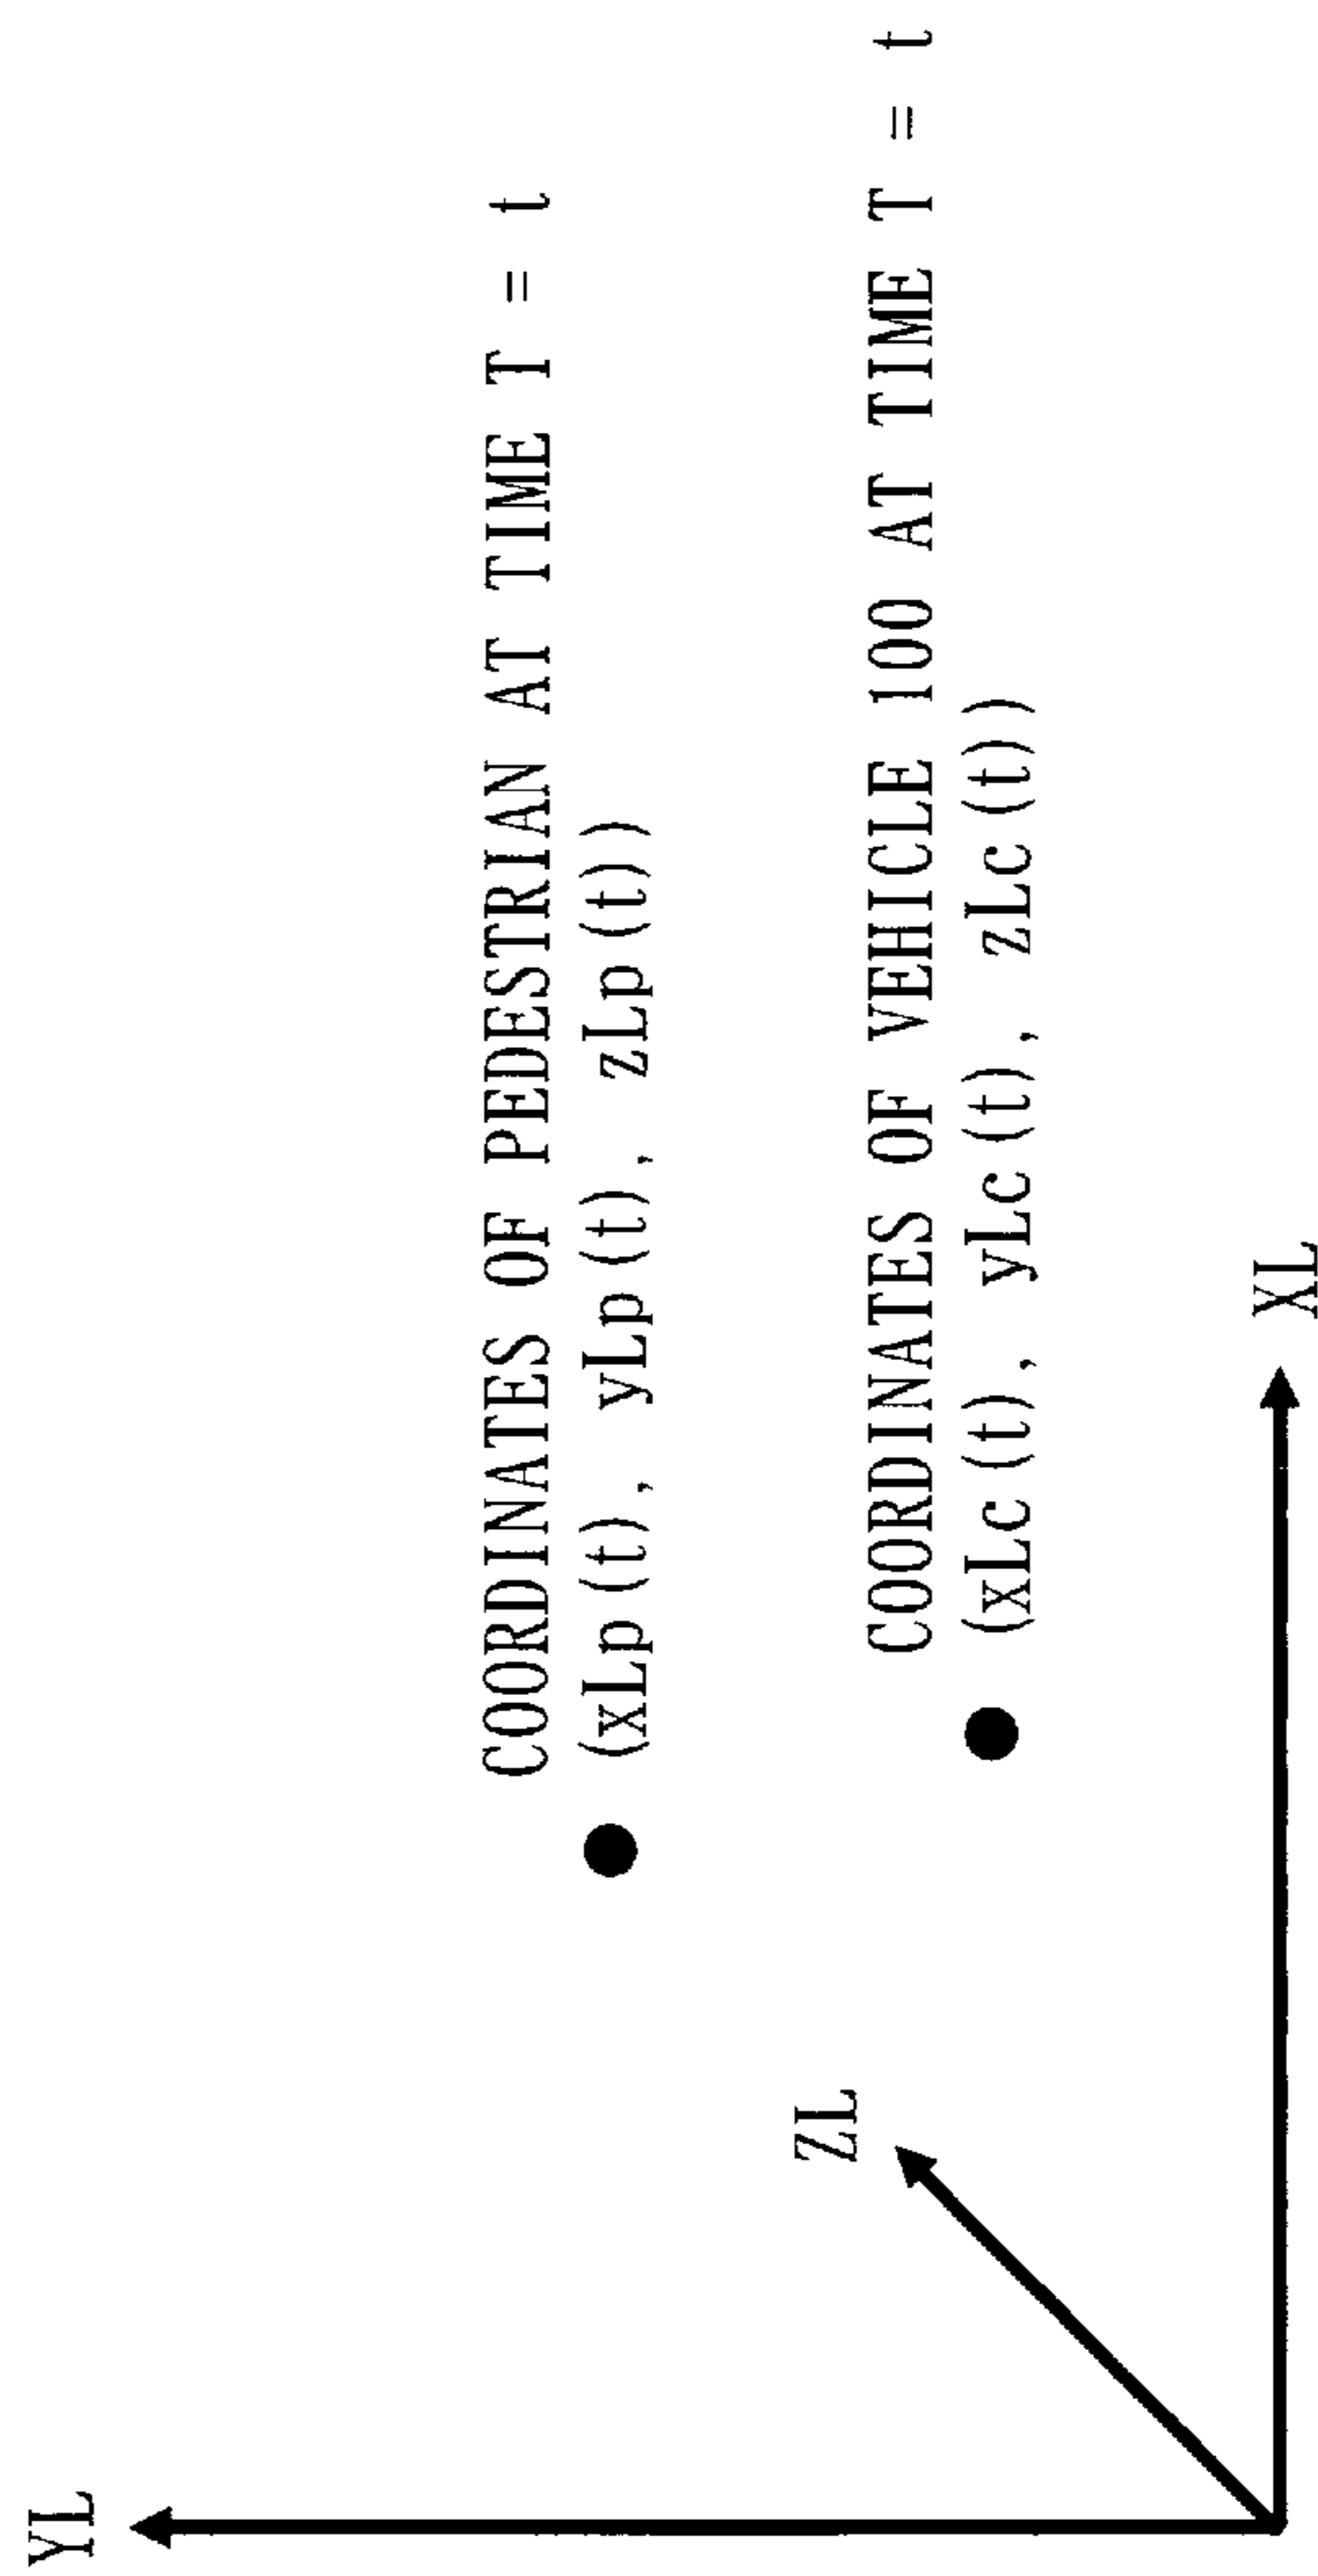 YL
COORDINATES OF PEDESTRIAN AT TIME T = t
(xLp(t), yLp(t), zLp(t))
ZL
COORDINATES OF VEHICLE 100 AT TIME T = t
(xLc(t), yLc(t), zLc(t))
XL